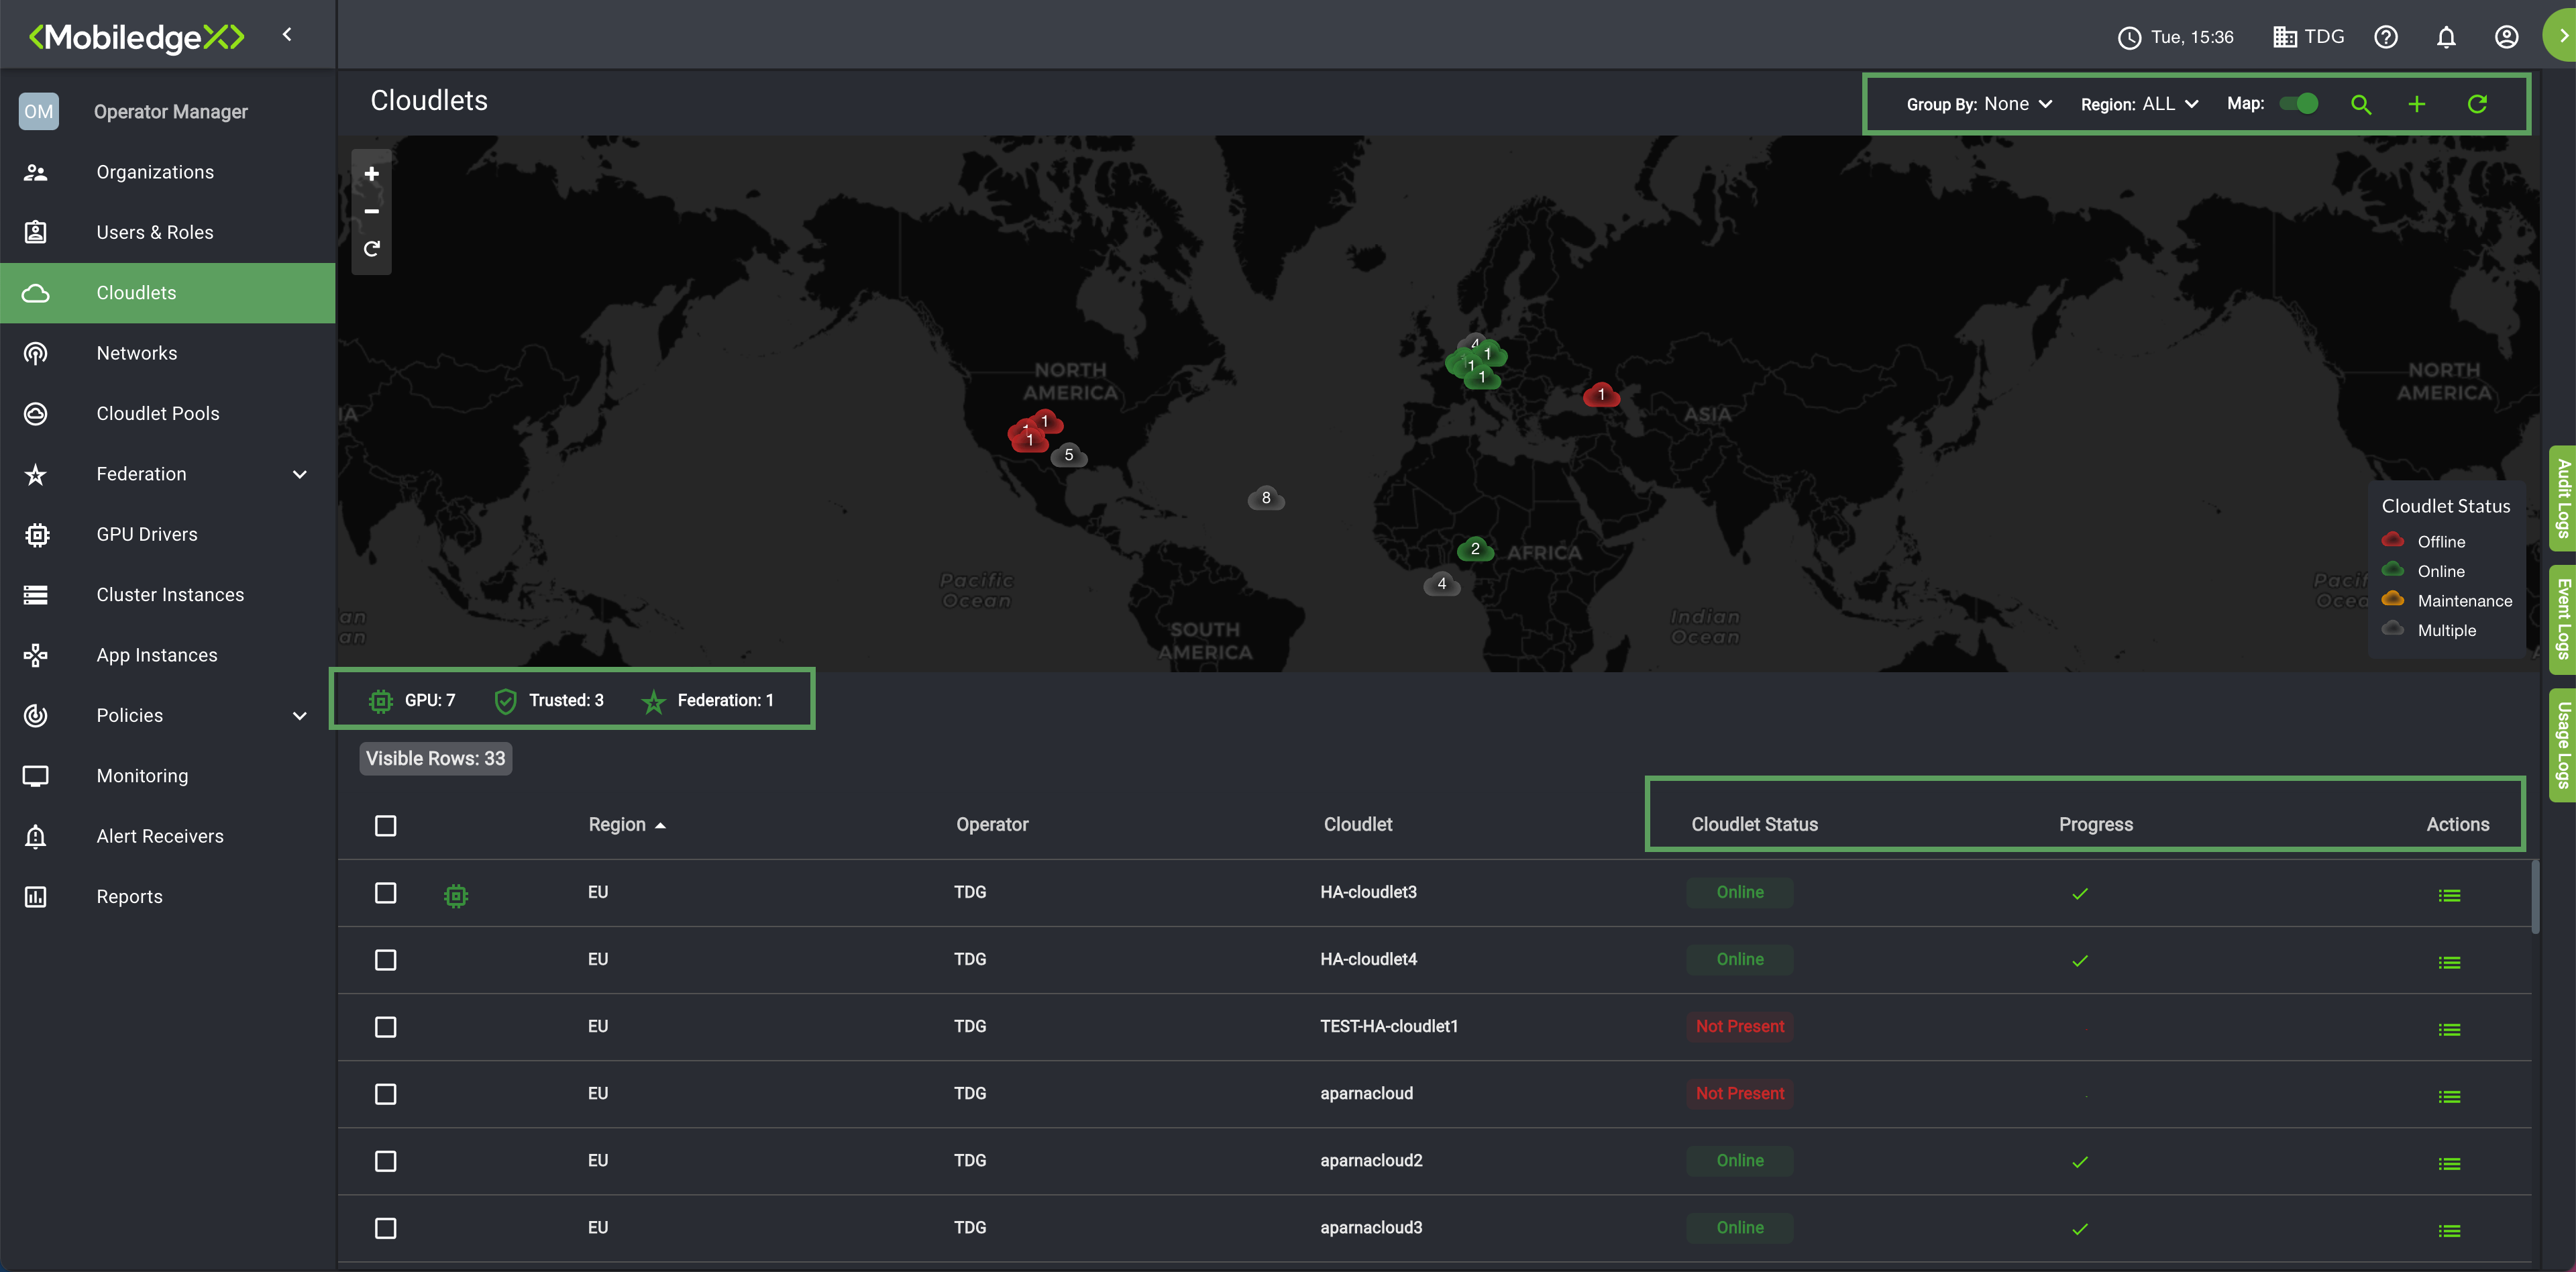 <MobiledgeX>
Tue, 15:36
TDG
OM
Operator Manager
Organizations
Users & Roles
Cloudlets
Networks
Cloudlet Pools
Federation
GPU Drivers
Cluster Instances
App Instances
Policies
Monitoring
Alert Receivers
Reports
Cloudlets
Group By: None
Region: ALL
Map:
NORTH
AMERICA
ASIA
AFRICA
Pacific
Ocean
SOUTH
AMERICA
Indian
Ocean
NORTH
AMERICA
IA
an
an
Pacif
Ocea
4
1
1
1
1
1
1
5
8
2
4
Cloudlet Status
Offline
Online
Maintenance
Multiple
Audit Logs
Event Logs
Usage Logs
GPU: 7
Trusted: 3
Federation: 1
Visible Rows: 33
Region Operator Cloudlet Cloudlet Status Progress Actions
EU TDG HA-cloudlet3 Online
EU TDG HA-cloudlet4 Online
EU TDG TEST-HA-cloudlet1 Not Present
EU TDG aparnacloud Not Present
EU TDG aparnacloud2 Online
EU TDG aparnacloud3 Online